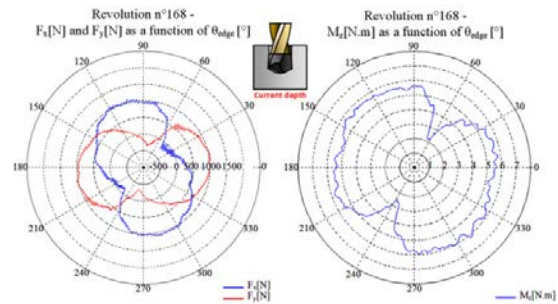 Revolution n°168 -
Fx[N] and Fy[N] as a function of θedge [°]
90
120
60
150
30
180
-500 0 500 1000 1500
0
210
330
240
300
270
Fx[N]
Fy[N]
Current depth
Revolution n°168 -
Mz[N.m] as a function of θedge [°]
90
120
60
150
30
180
1 2 3 4 5 6 7
0
210
330
240
300
270
Mz[N.m]